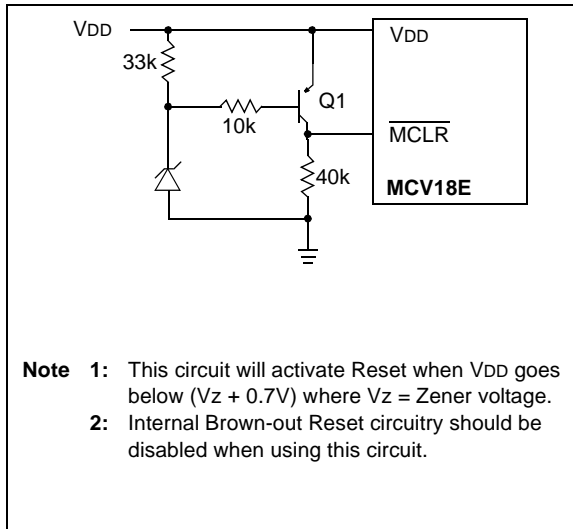 VDD
VDD
33k
Q1
10k
MCLR
40k
MCV18E
Note 1: This circuit will activate Reset when VDD goes
below (Vz + 0.7V) where Vz = Zener voltage.
2: Internal Brown-out Reset circuitry should be
disabled when using this circuit.